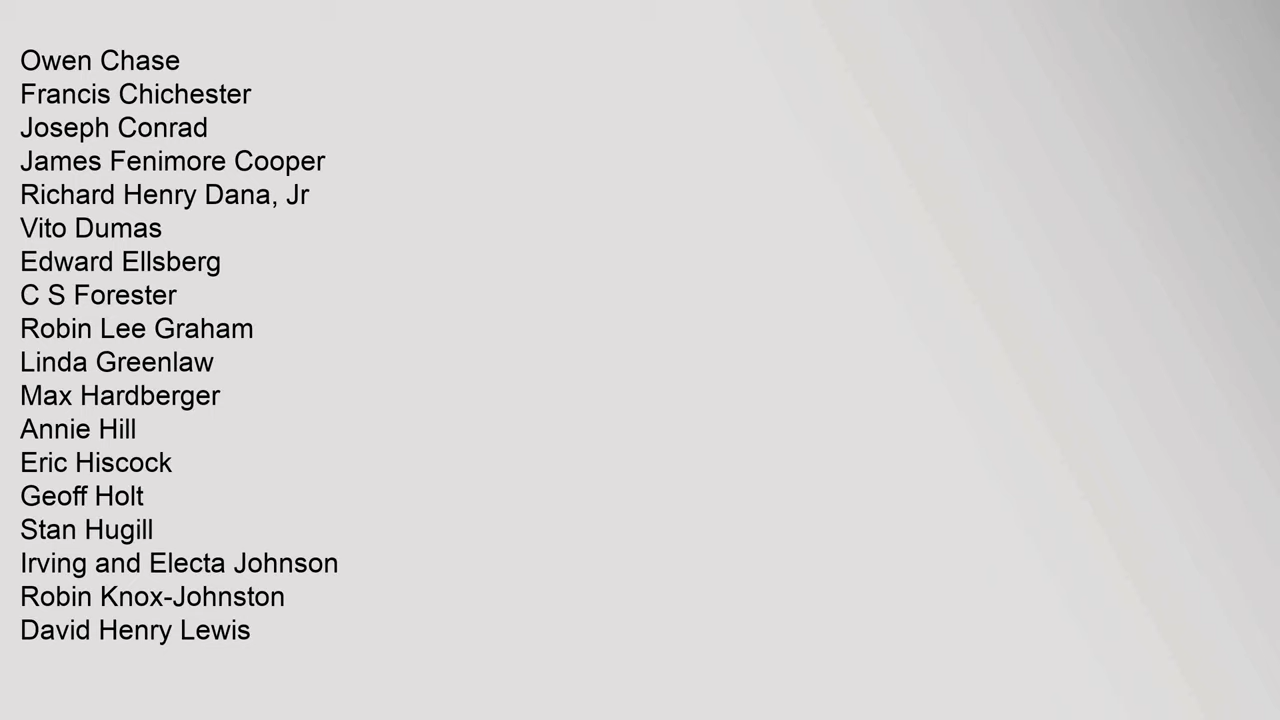 Owen Chase
Francis Chichester
Joseph Conrad
James Fenimore Cooper
Richard Henry Dana, Jr
Vito Dumas
Edward Ellsberg
C S Forester
Robin Lee Graham
Linda Greenlaw
Max Hardberger
Annie Hill
Eric Hiscock
Geoff Holt
Stan Hugill
Irving and Electa Johnson
Robin Knox-Johnston
David Henry Lewis